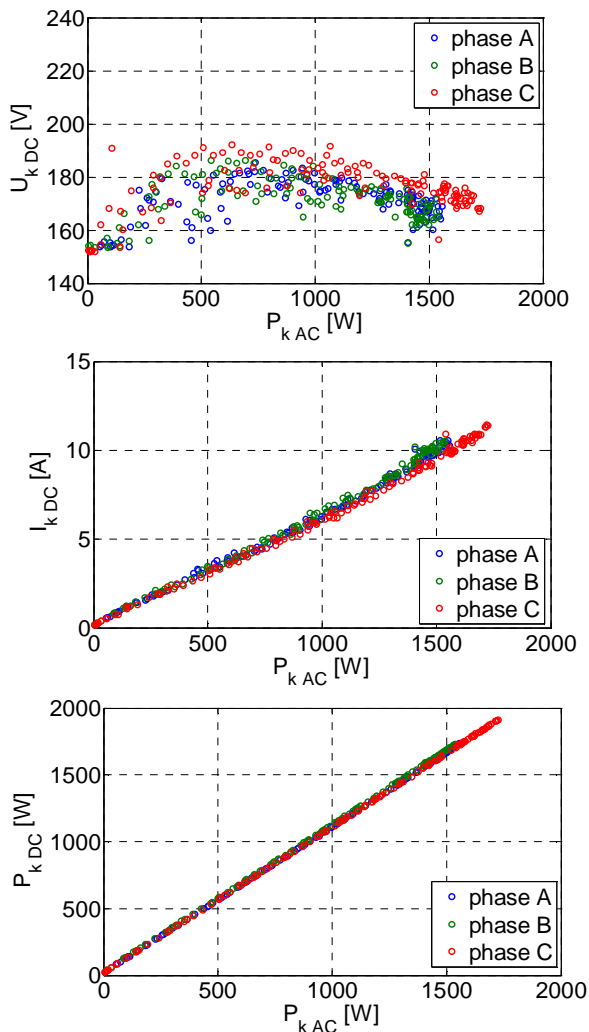 240
220
200
180
160
140
U k DC [V]
phase A
phase B
phase C
0 500 1000 1500 2000
P k AC [W]
15
10
5
0
I k DC [A]
phase A
phase B
phase C
0 500 1000 1500 2000
P k AC [W]
2000
1500
1000
500
0
P k DC [W]
phase A
phase B
phase C
0 500 1000 1500 2000
P k AC [W]